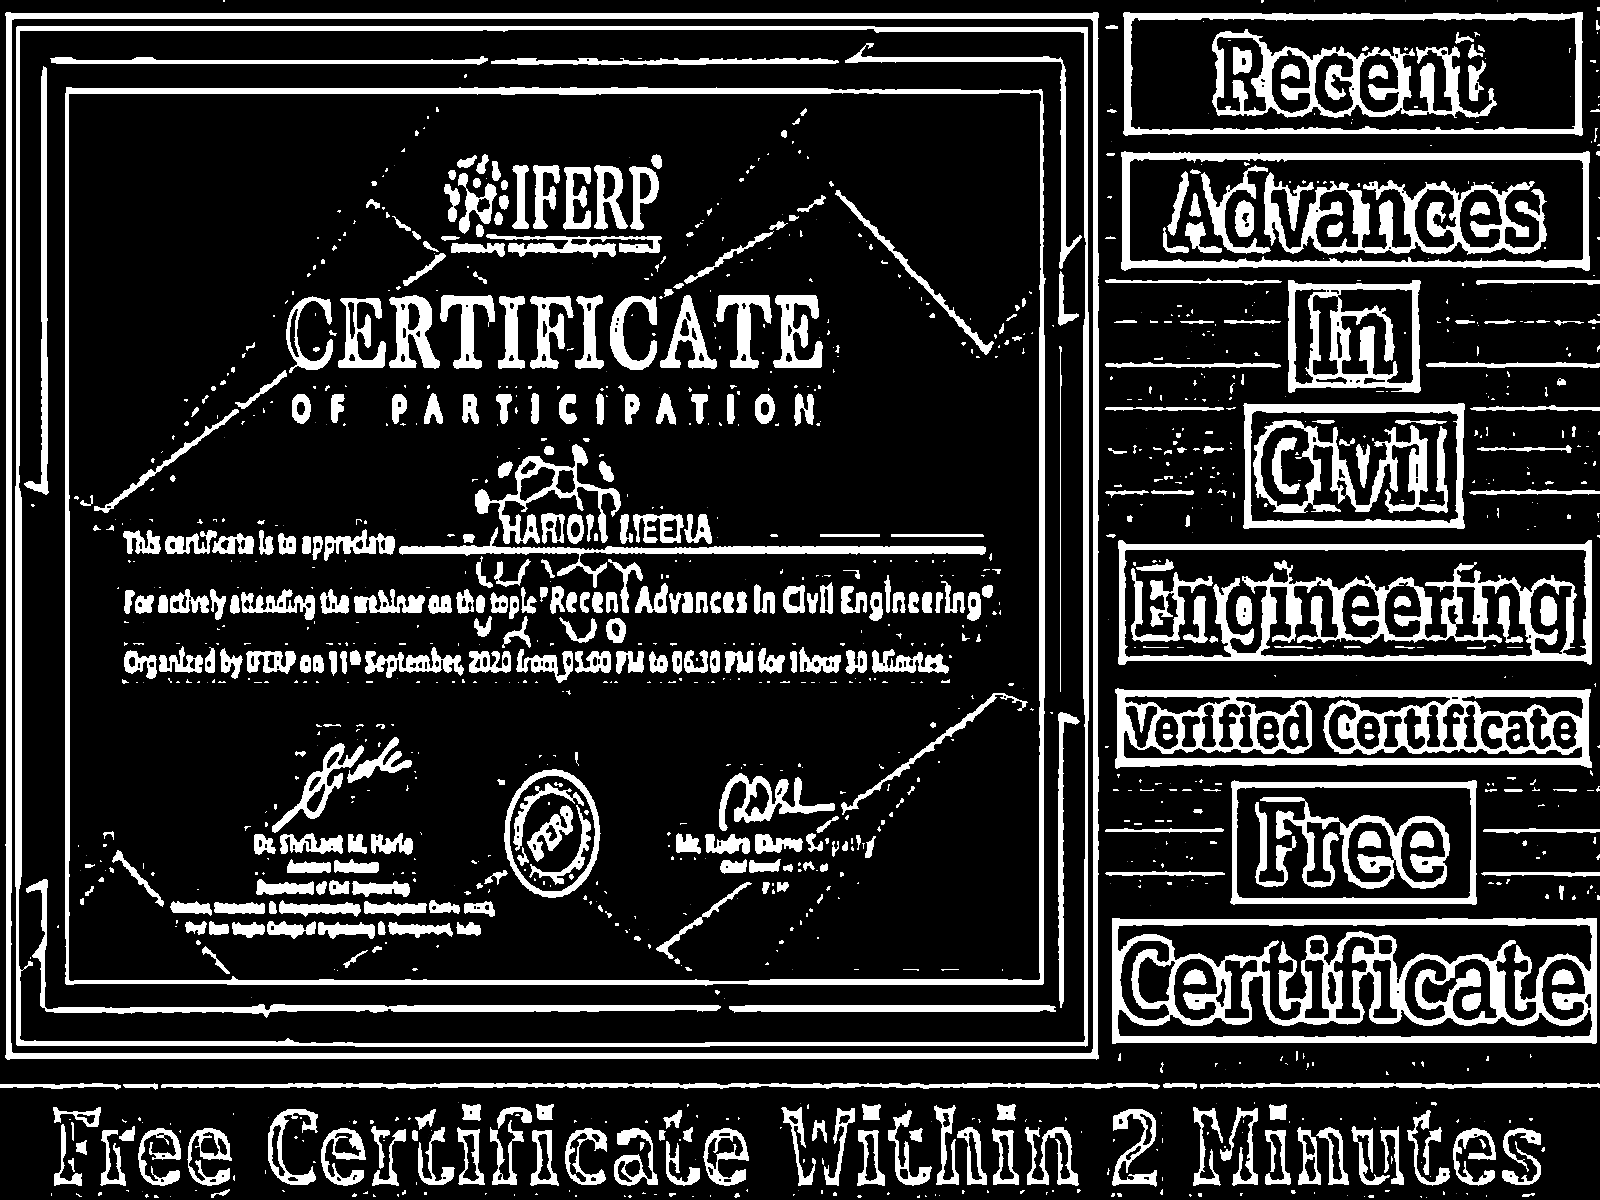 IFERP
CERTIFICATE
OF PARTICIPATION
HARIOM MEENA
This certificate is to appreciate
For actively attending the webinar on the topic "Recent Advances in Civil Engineering".
Organized by IFERP on 11th September, 2020 from 05:00 PM to 06:30 PM for 1hour 30 Minutes.
Dr. Shrikant M. Harle
Assistant Professor
Department of Civil Engineering
Prof Ram Meghe College of Engineering & Management, India
IFERP
Mr. Rudra Bhanu Satpathy
Recent
Advances
In
Civil
Engineering
Verified Certificate
Free
Certificate
Free Certificate Within 2 Minutes